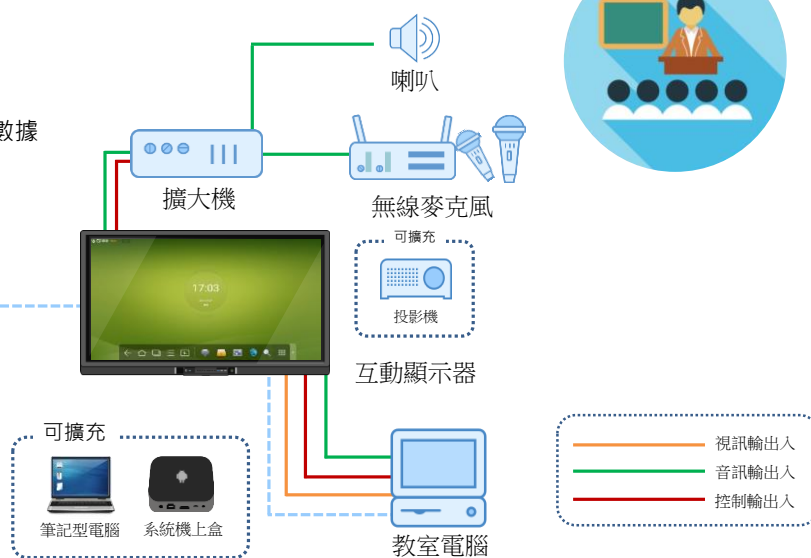 喇叭
數據
擴大機
無線麥克風
可擴充
投影機
17:03
互動顯示器
可擴充
筆記型電腦
系統機上盒
教室電腦
視訊輸出入
音訊輸出入
控制輸出入